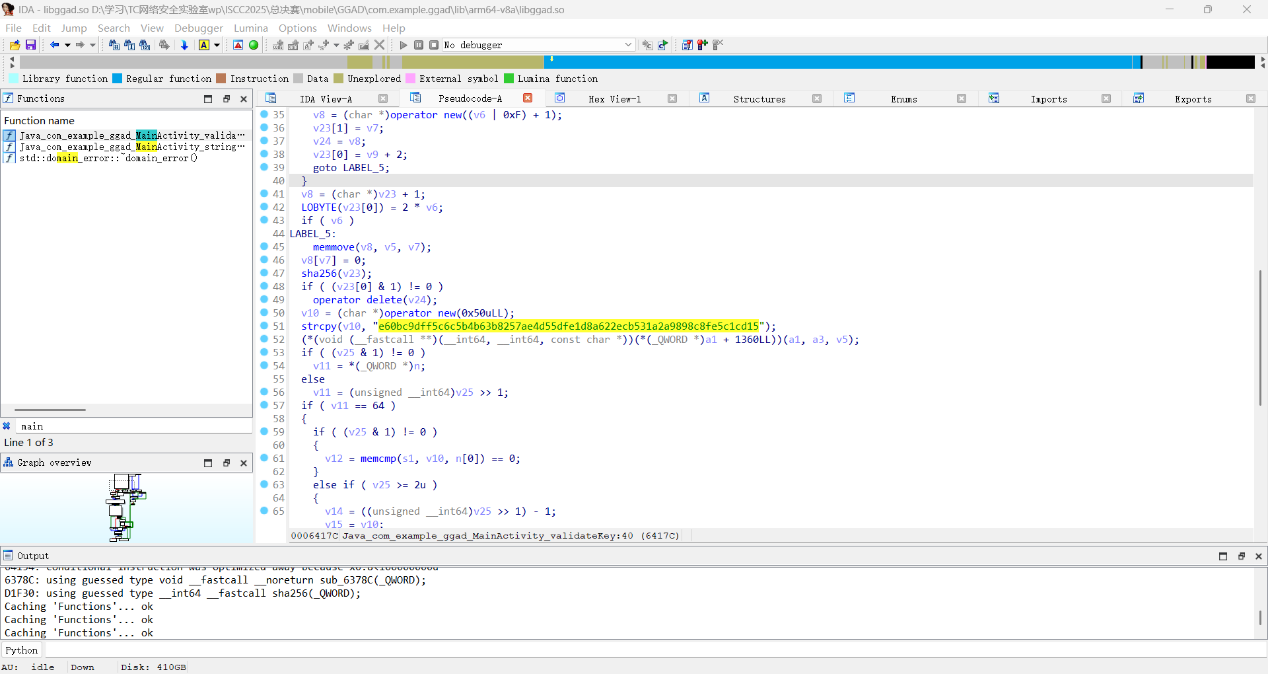 IDA - libggad.so D:\学习\TC网络安全实验室wp\ISCC2025\总决赛\mobile\GGAD\com.example.ggad\lib\arm64-v8a\libggad.so
File Edit Jump Search View Debugger Lumina Options Windows Help
No debugger
Library function Regular function Instruction Data Unexplored External symbol Lumina function
Functions
IDA View-A Pseudocode-A Hex View-1 Structures Enums Imports Exports
Function name
Java_com_example_ggad_MainActivity_valida…
Java_com_example_ggad_MainActivity_string…
std::domain_error::~domain_error()
main
Line 1 of 3
Graph overview
35 v8 = (char *)operator new((v6 | 0xF) + 1);
36 v23[1] = v7;
37 v24 = v8;
38 v23[0] = v9 + 2;
39 goto LABEL_5;
40 }
41 v8 = (char *)v23 + 1;
42 LOBYTE(v23[0]) = 2 * v6;
43 if ( v6 )
44 LABEL_5:
45 memmove(v8, v5, v7);
46 v8[v7] = 0;
47 sha256(v23);
48 if ( (v23[0] & 1) != 0 )
49 operator delete(v24);
50 v10 = (char *)operator new(0x50uLL);
51 strcpy(v10, "e60bc9dff5c6c5b4b63b8257ae4d55dfe1d8a622ecb531a2a9898c8fe5c1cd15");
52 (*(void (__fastcall **)(__int64, __int64, const char *))(*(_QWORD *)a1 + 1360LL))(a1, a3, v5);
53 if ( (v25 & 1) != 0 )
54 v11 = *(_QWORD *)n;
55 else
56 v11 = (unsigned __int64)v25 >> 1;
57 if ( v11 == 64 )
58 {
59 if ( (v25 & 1) != 0 )
60 {
61 v12 = memcmp(s1, v10, n[0]) == 0;
62 }
63 else if ( v25 >= 2u )
64 {
65 v14 = ((unsigned __int64)v25 >> 1) - 1;
v15 = v10;
0006417C Java_com_example_ggad_MainActivity_validateKey:40 (6417C)
Output
6378C: using guessed type void __fastcall __noreturn sub_6378C(_QWORD);
D1F30: using guessed type __int64 __fastcall sha256(_QWORD);
Caching 'Functions'... ok
Caching 'Functions'... ok
Caching 'Functions'... ok
Python
AU: idle Down Disk: 410GB